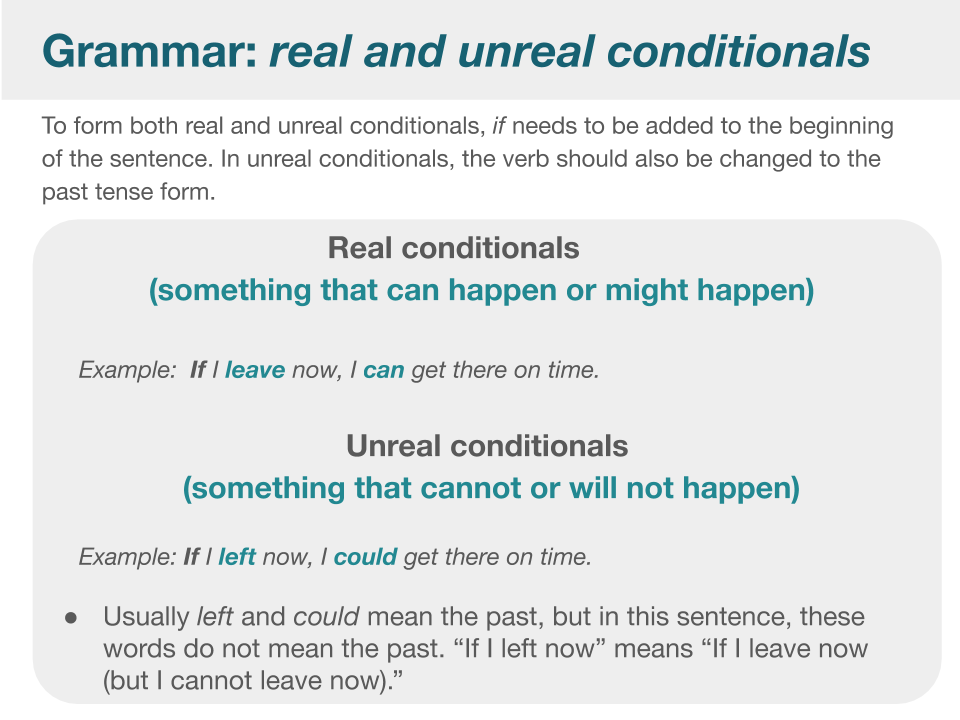 Grammar: real and unreal conditionals
To form both real and unreal conditionals, if needs to be added to the beginning
of the sentence. In unreal conditionals, the verb should also be changed to the
past tense form.
Real conditionals
(something that can happen or might happen)
Example: If I leave now, I can get there on time.
Unreal conditionals
(something that cannot or will not happen)
Example: If I left now, I could get there on time.
● Usually left and could mean the past, but in this sentence, these
words do not mean the past. “If I left now” means “If I leave now
(but I cannot leave now).”